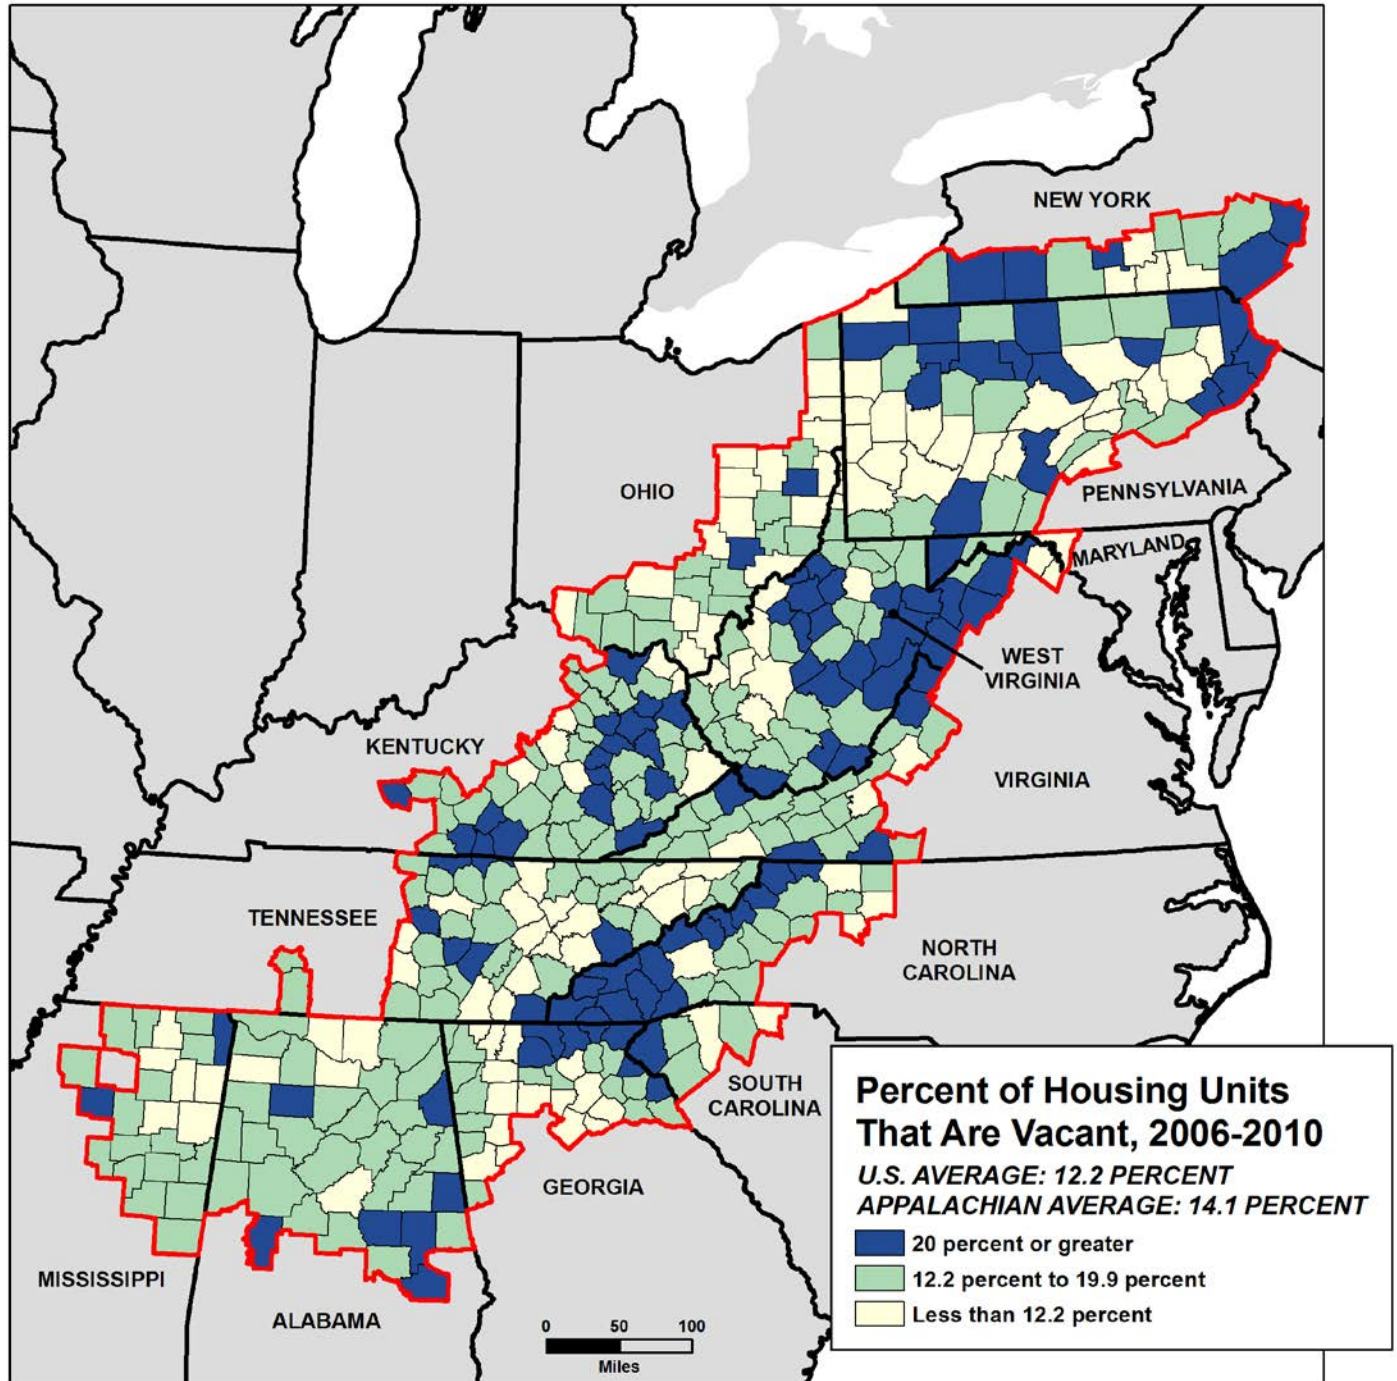 NEW YORK
PENNSYLVANIA
OHIO
MARYLAND
WEST
VIRGINIA
KENTUCKY
VIRGINIA
TENNESSEE
NORTH
CAROLINA
SOUTH
CAROLINA
GEORGIA
MISSISSIPPI
ALABAMA
0 50 100
Miles
Percent of Housing Units
That Are Vacant, 2006-2010
U.S. AVERAGE: 12.2 PERCENT
APPALACHIAN AVERAGE: 14.1 PERCENT
20 percent or greater
12.2 percent to 19.9 percent
Less than 12.2 percent